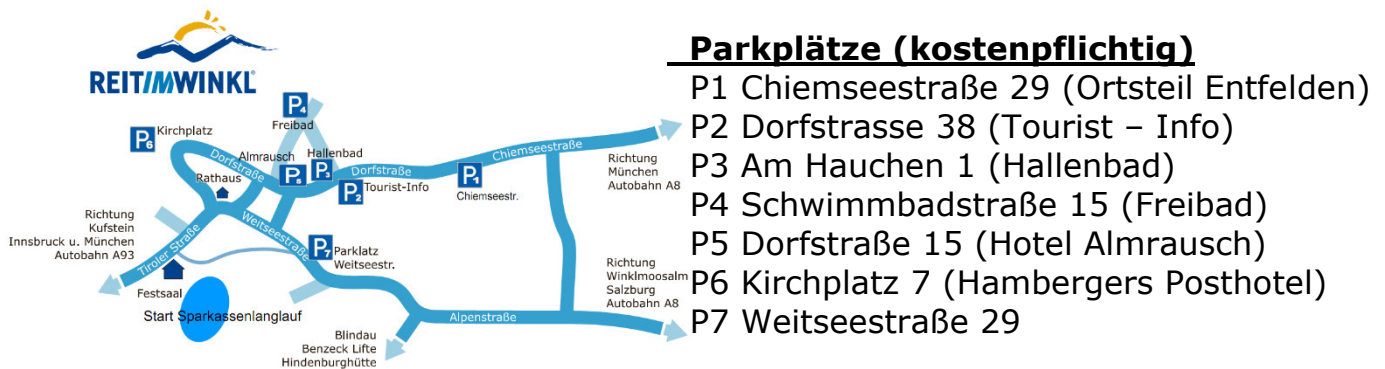 REITIMWINKL®
P4
Freibad
P6 Kirchplatz
Dorfstraße
Almrausch
Hallenbad
P5
P3
Dorfstraße
P2 Tourist-Info
P1
Chiemseestr.
Chiemseestraße
Richtung
München
Autobahn A8
Rathaus
Weitseestraße
Richtung
Kufstein
Innsbruck u. München
Autobahn A93
Tiroler Straße
P7 Parklatz
Weitseestr.
Festsaal
Start Sparkassenlanglauf
Alpenstraße
Blindau
Benzeck Lifte
Hindenburghütte
Richtung
Winklmoosalm
Salzburg
Autobahn A8
Parkplätze (kostenpflichtig)
P1 Chiemseestraße 29 (Ortsteil Entfelden)
P2 Dorfstrasse 38 (Tourist – Info)
P3 Am Hauchen 1 (Hallenbad)
P4 Schwimmbadstraße 15 (Freibad)
P5 Dorfstraße 15 (Hotel Almrausch)
P6 Kirchplatz 7 (Hambergers Posthotel)
P7 Weitseestraße 29